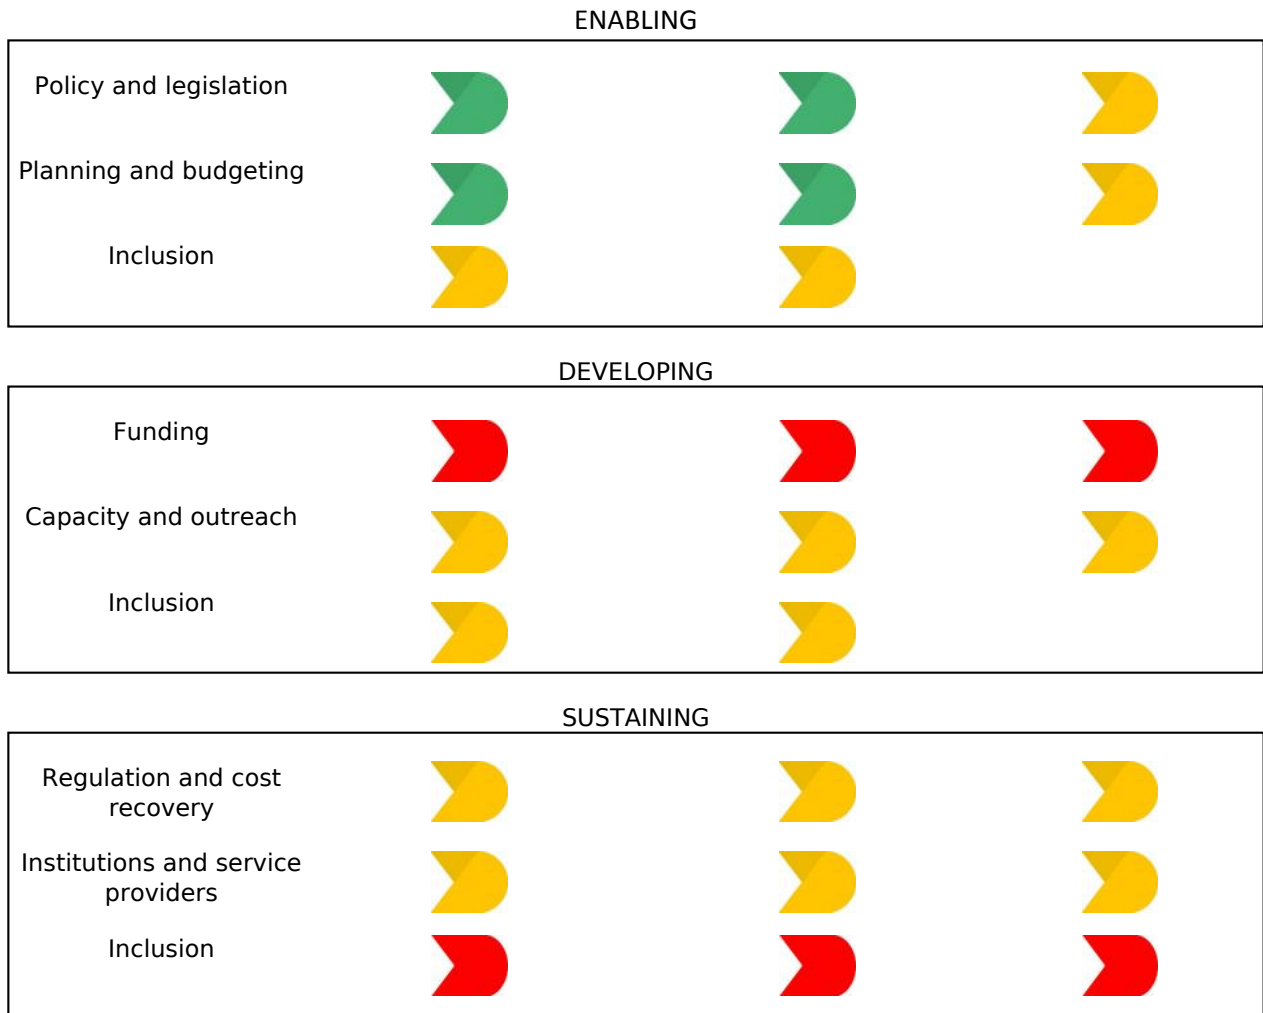 ENABLING
Policy and legislation
Planning and budgeting
Inclusion
DEVELOPING
Funding
Capacity and outreach
Inclusion
SUSTAINING
Regulation and cost
recovery
Institutions and service
providers
Inclusion